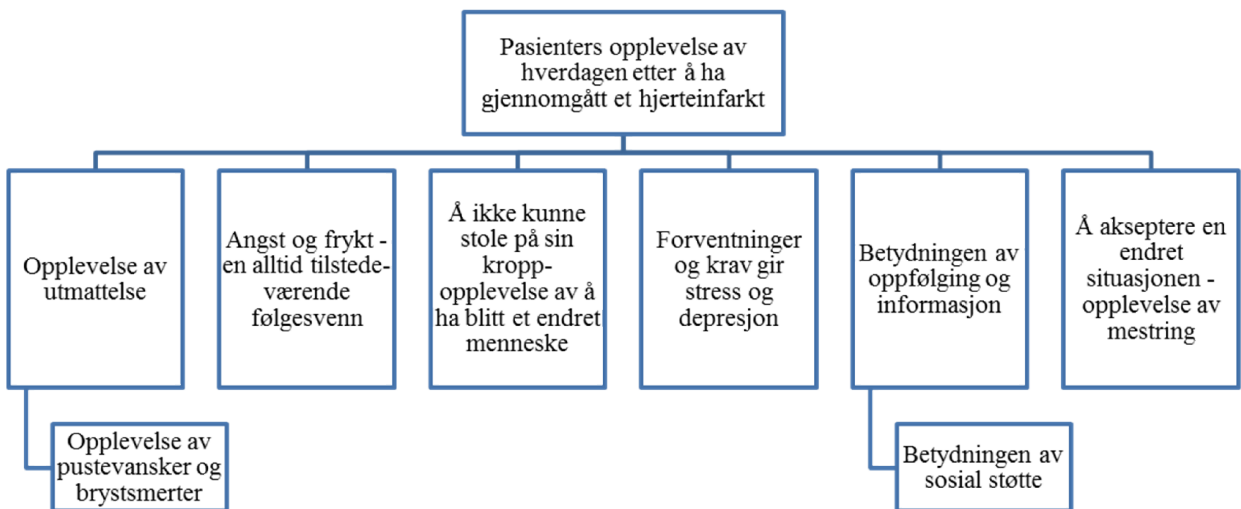 Pasienters opplevelse av
hverdagen etter å ha
gjennomgått et hjerteinfarkt
Opplevelse av
utmattelse
Angst og frykt -
en alltid tilstede-
værende
følgesvenn
Å ikke kunne
stole på sin
kropp-
opplevelse av å
ha blitt et endret
menneske
Forventninger
og krav gir
stress og
depresjon
Betydningen av
oppfølging og
informasjon
Å akseptere en
endret
situasjonen -
opplevelse av
mestring
Opplevelse av
pustevansker og
brystsmerter
Betydningen av
sosial støtte